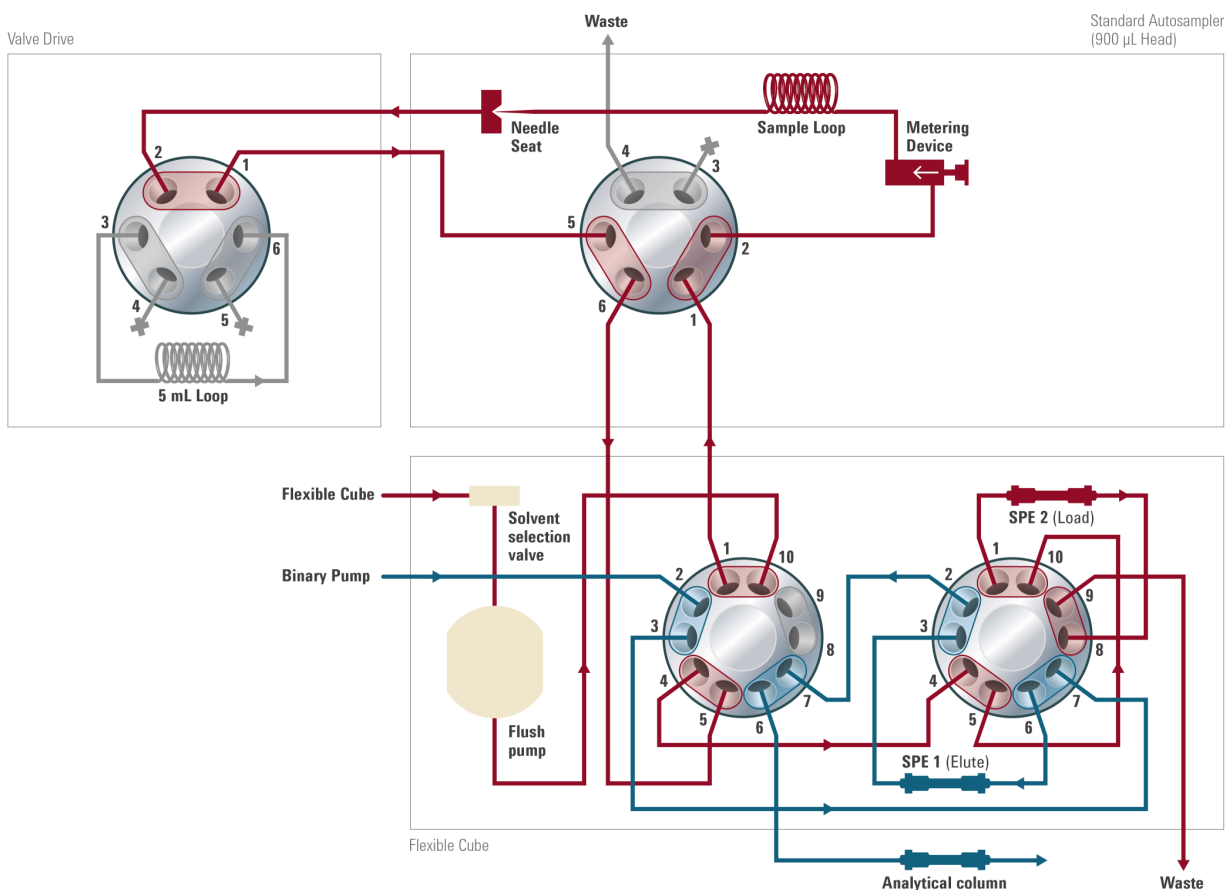 Waste
Standard Autosampler
(900 µL Head)
Valve Drive
Needle
Seat
Sample Loop
Metering
Device
2
1
3
6
4
5
5 mL Loop
4
3
5
2
6
1
Flexible Cube
Solvent
selection
valve
Binary Pump
Flush
pump
1
10
2
9
3
8
4
7
5
6
SPE 2 (Load)
1
10
2
9
3
8
4
7
5
6
SPE 1 (Elute)
Flexible Cube
Analytical column
Waste